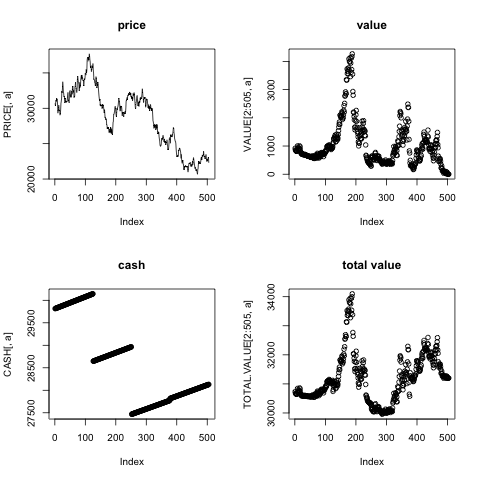 price
PRICE[, a]
20000 30000
0 100 200 300 400 500
Index
value
VALUE[2:505, a]
0 1000 3000
0 100 200 300 400 500
Index
cash
CASH[, a]
27500 28500 29500
0 100 200 300 400 500
Index
total value
TOTAL.VALUE[2:505, a]
30000 31000 32000 34000
0 100 200 300 400 500
Index